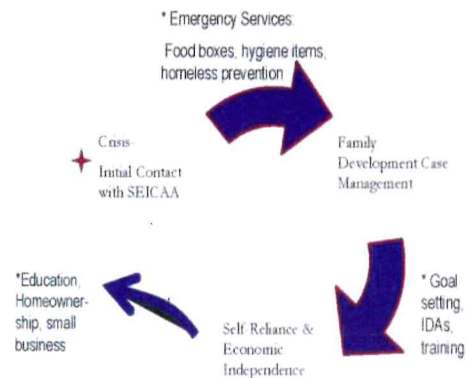 * Emergency Services:
Food boxes, hygiene items,
homeless prevention
Crisis-
Initial Contact
with SEICAA
Family
Development Case
Management
* Goal
setting,
IDAs,
training
Self-Reliance &
Economic
Independence
*Education,
Homeowner-
ship, small
business